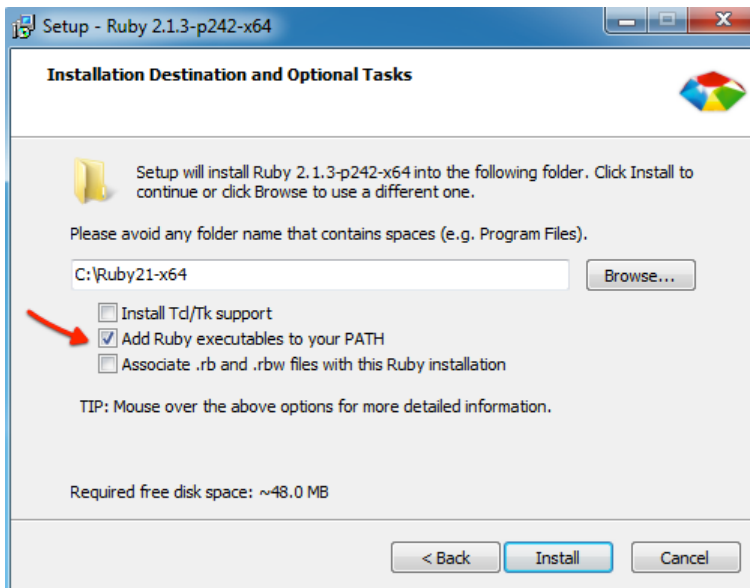 Setup - Ruby 2.1.3-p242-x64
Installation Destination and Optional Tasks
Setup will install Ruby 2.1.3-p242-x64 into the following folder. Click Install to
continue or click Browse to use a different one.
Please avoid any folder name that contains spaces (e.g. Program Files).
C:\Ruby21-x64
Browse...
Install Tcl/Tk support
Add Ruby executables to your PATH
Associate .rb and .rbw files with this Ruby installation
TIP: Mouse over the above options for more detailed information.
Required free disk space: ~48.0 MB
< Back
Install
Cancel